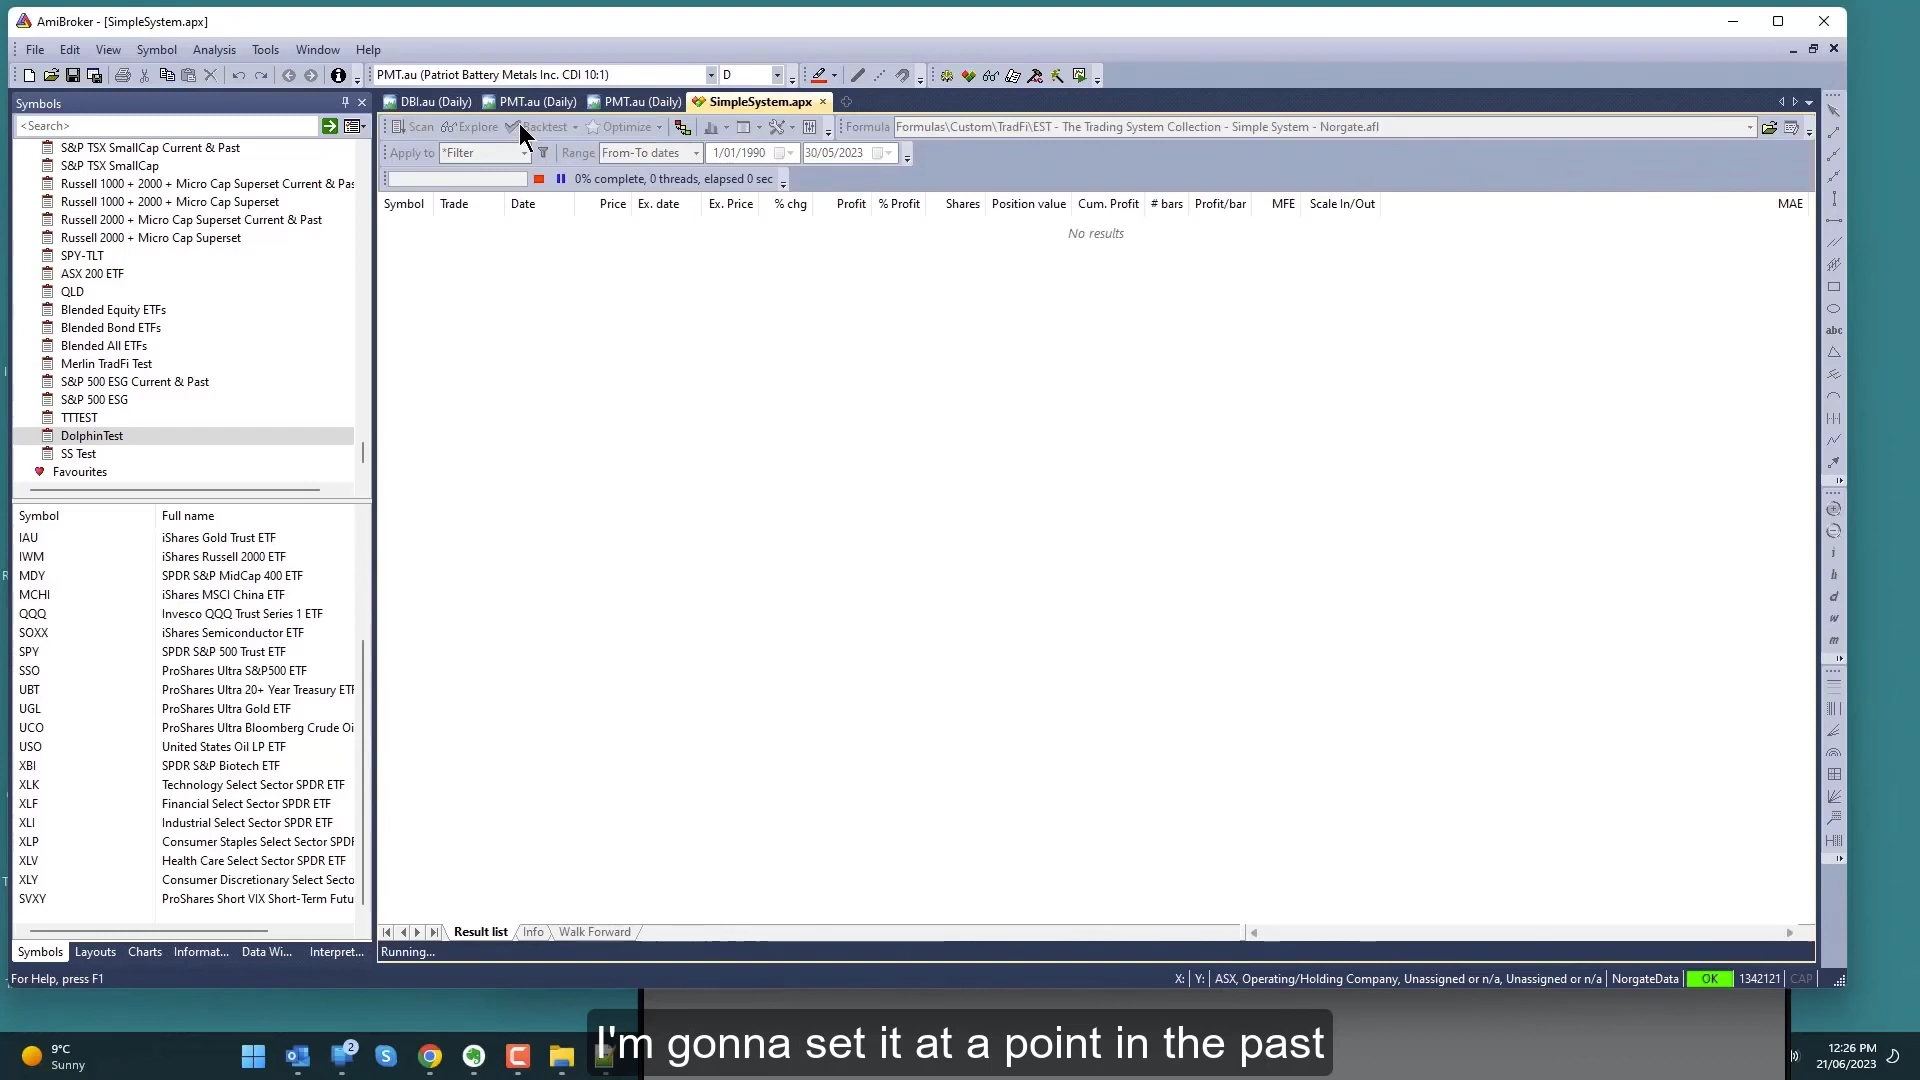 AmiBroker - [SimpleSystem.apx]
File Edit View Symbol Analysis Tools Window Help
PMT.au (Patriot Battery Metals Inc. CDI 10:1) D
Symbols
DBI.au (Daily) PMT.au (Daily) PMT.au (Daily) SimpleSystem.apx
<Search>
Scan Explore Backtest Optimize Formula Formulas\Custom\TradFi\EST - The Trading System Collection - Simple System - Norgate.afl
Apply to *Filter Range From-To dates 1/01/1990 30/05/2023
0% complete, 0 threads, elapsed 0 sec
Symbol Trade Date Price Ex. date Ex. Price % chg Profit % Profit Shares Position value Cum. Profit # bars Profit/bar MFE Scale In/Out MAE
No results
S&P TSX SmallCap Current & Past
S&P TSX SmallCap
Russell 1000 + 2000 + Micro Cap Superset Current & Pas
Russell 1000 + 2000 + Micro Cap Superset
Russell 2000 + Micro Cap Superset Current & Past
Russell 2000 + Micro Cap Superset
SPY-TLT
ASX 200 ETF
QLD
Blended Equity ETFs
Blended Bond ETFs
Blended All ETFs
Merlin TradFi Test
S&P 500 ESG Current & Past
S&P 500 ESG
TTTEST
DolphinTest
SS Test
Favourites
Symbol Full name
IAU iShares Gold Trust ETF
IWM iShares Russell 2000 ETF
MDY SPDR S&P MidCap 400 ETF
MCHI iShares MSCI China ETF
QQQ Invesco QQQ Trust Series 1 ETF
SOXX iShares Semiconductor ETF
SPY SPDR S&P 500 Trust ETF
SSO ProShares Ultra S&P500 ETF
UBT ProShares Ultra 20+ Year Treasury ETF
UGL ProShares Ultra Gold ETF
UCO ProShares Ultra Bloomberg Crude Oi
USO United States Oil LP ETF
XBI SPDR S&P Biotech ETF
XLK Technology Select Sector SPDR ETF
XLF Financial Select Sector SPDR ETF
XLI Industrial Select Sector SPDR ETF
XLP Consumer Staples Select Sector SPDF
XLV Health Care Select Sector SPDR ETF
XLY Consumer Discretionary Select Secto
SVXY ProShares Short VIX Short-Term Futu
abc
i
h
d
w
m
Result list Info Walk Forward
Symbols Layouts Charts Informat... Data Wi... Interpret... Running...
For Help, press F1 X: Y: ASX, Operating/Holding Company, Unassigned or n/a, Unassigned or n/a NorgateData OK 1342121 CAP
I'm gonna set it at a point in the past
9°C
Sunny
2
12:26 PM
21/06/2023